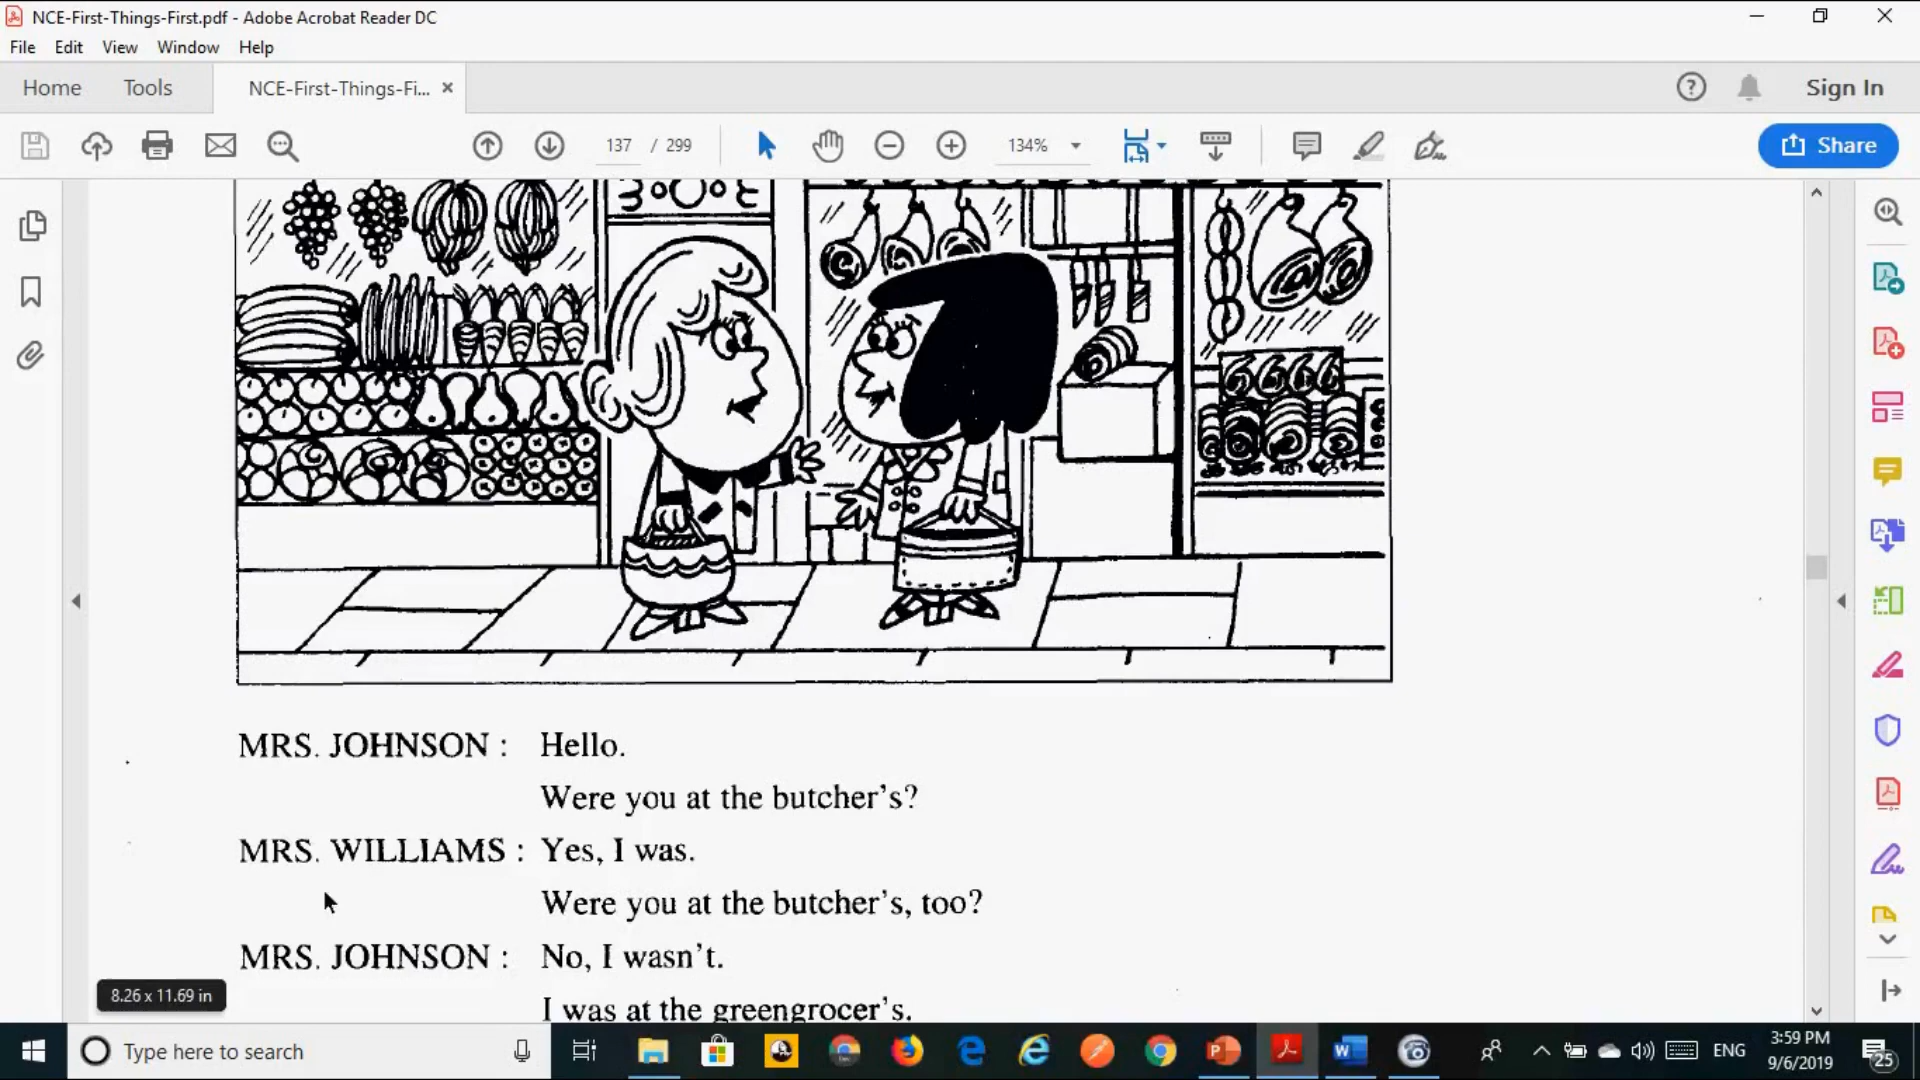 NCE-First-Things-First.pdf - Adobe Acrobat Reader DC
File Edit View Window Help
Home Tools NCE-First-Things-Fi... × Sign In
137 / 299 134% Share
MRS. JOHNSON : Hello.
Were you at the butcher's?
MRS. WILLIAMS : Yes, I was.
Were you at the butcher's, too?
MRS. JOHNSON : No, I wasn't.
8.26 x 11.69 in
I was at the greengrocer's.
Type here to search
ENG
3:59 PM
9/6/2019
25